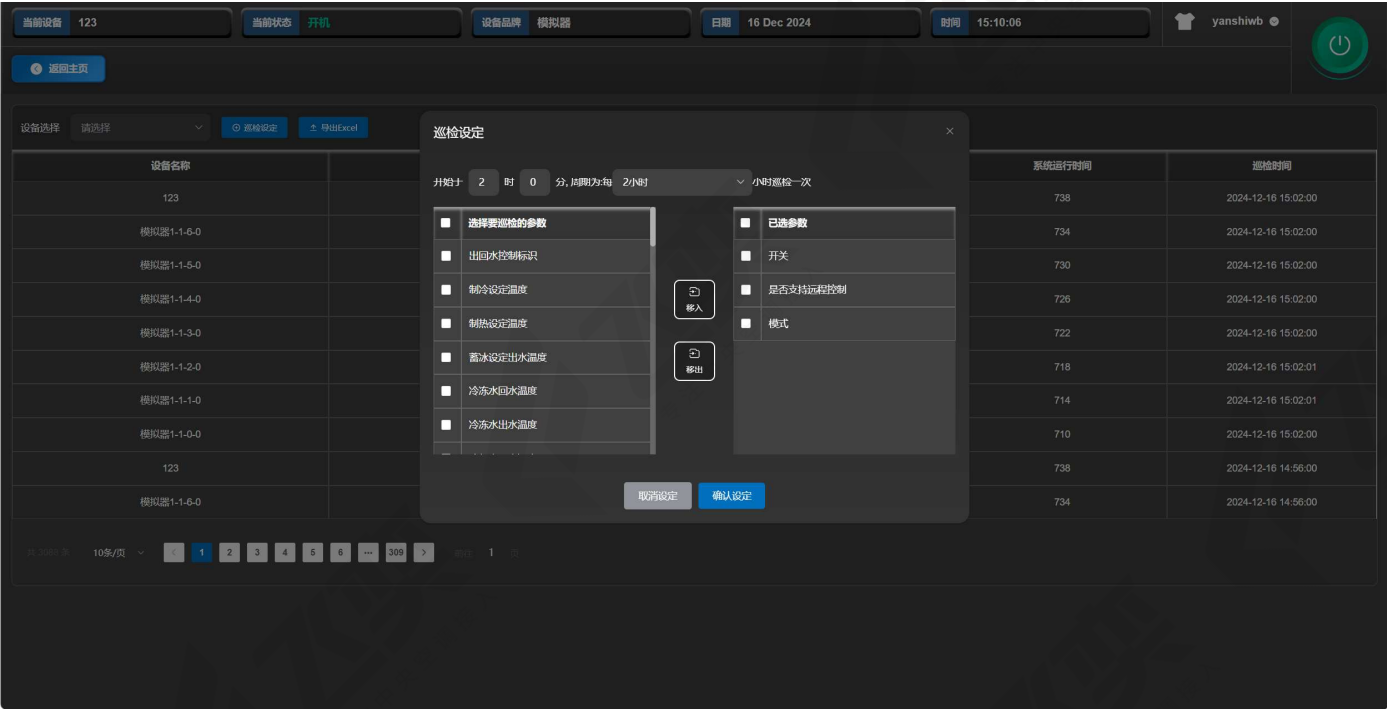 当前设备 123 当前状态 开机 设备品牌 模拟器 日期 16 Dec 2024 时间 15:10:06 yanshiwb
返回主页
设备选择 请选择 巡检设定 导出Excel
设备名称 系统运行时间 巡检时间
123 738 2024-12-16 15:02:00
模拟器1-1-6-0 734 2024-12-16 15:02:00
模拟器1-1-5-0 730 2024-12-16 15:02:00
模拟器1-1-4-0 726 2024-12-16 15:02:00
模拟器1-1-3-0 722 2024-12-16 15:02:00
模拟器1-1-2-0 718 2024-12-16 15:02:01
模拟器1-1-1-0 714 2024-12-16 15:02:01
模拟器1-1-0-0 710 2024-12-16 15:02:00
123 738 2024-12-16 14:56:00
模拟器1-1-6-0 734 2024-12-16 14:56:00
10条/页 1 2 3 4 5 6 ... 309 前往 1 页
巡检设定
开始于 2 时 0 分,周期为:每 2小时 小时巡检一次
选择要巡检的参数
出回水控制标识
制冷设定温度
制热设定温度
蓄冰设定出水温度
冷冻水回水温度
冷冻水出水温度
移入
移出
已选参数
开关
是否支持远程控制
模式
取消设定 确认设定